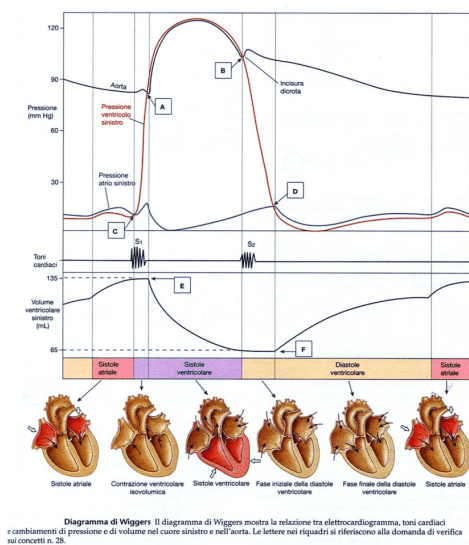 120
90
Pressione
(mm Hg)
60
30
Aorta
Pressione
ventricolo
sinistro
Pressione
atrio sinistro
A
B
Incisura
dicrota
C
D
Toni
cardiaci
S1
S2
135
Volume
ventricolare
sinistro
(mL)
65
E
F
Sistole
atriale
Sistole
ventricolare
Diastole
ventricolare
Sistole
atriale
Sistole atriale
Contrazione ventricolare
isovolumica
Sistole ventricolare
Fase iniziale della diastole
ventricolare
Fase finale della diastole
ventricolare
Sistole atriale
Diagramma di Wiggers Il diagramma di Wiggers mostra la relazione tra elettrocardiogramma, toni cardiaci
e cambiamenti di pressione e di volume nel cuore sinistro e nell'aorta. Le lettere nei riquadri si riferiscono alla domanda di verifica
sui concetti n. 28.